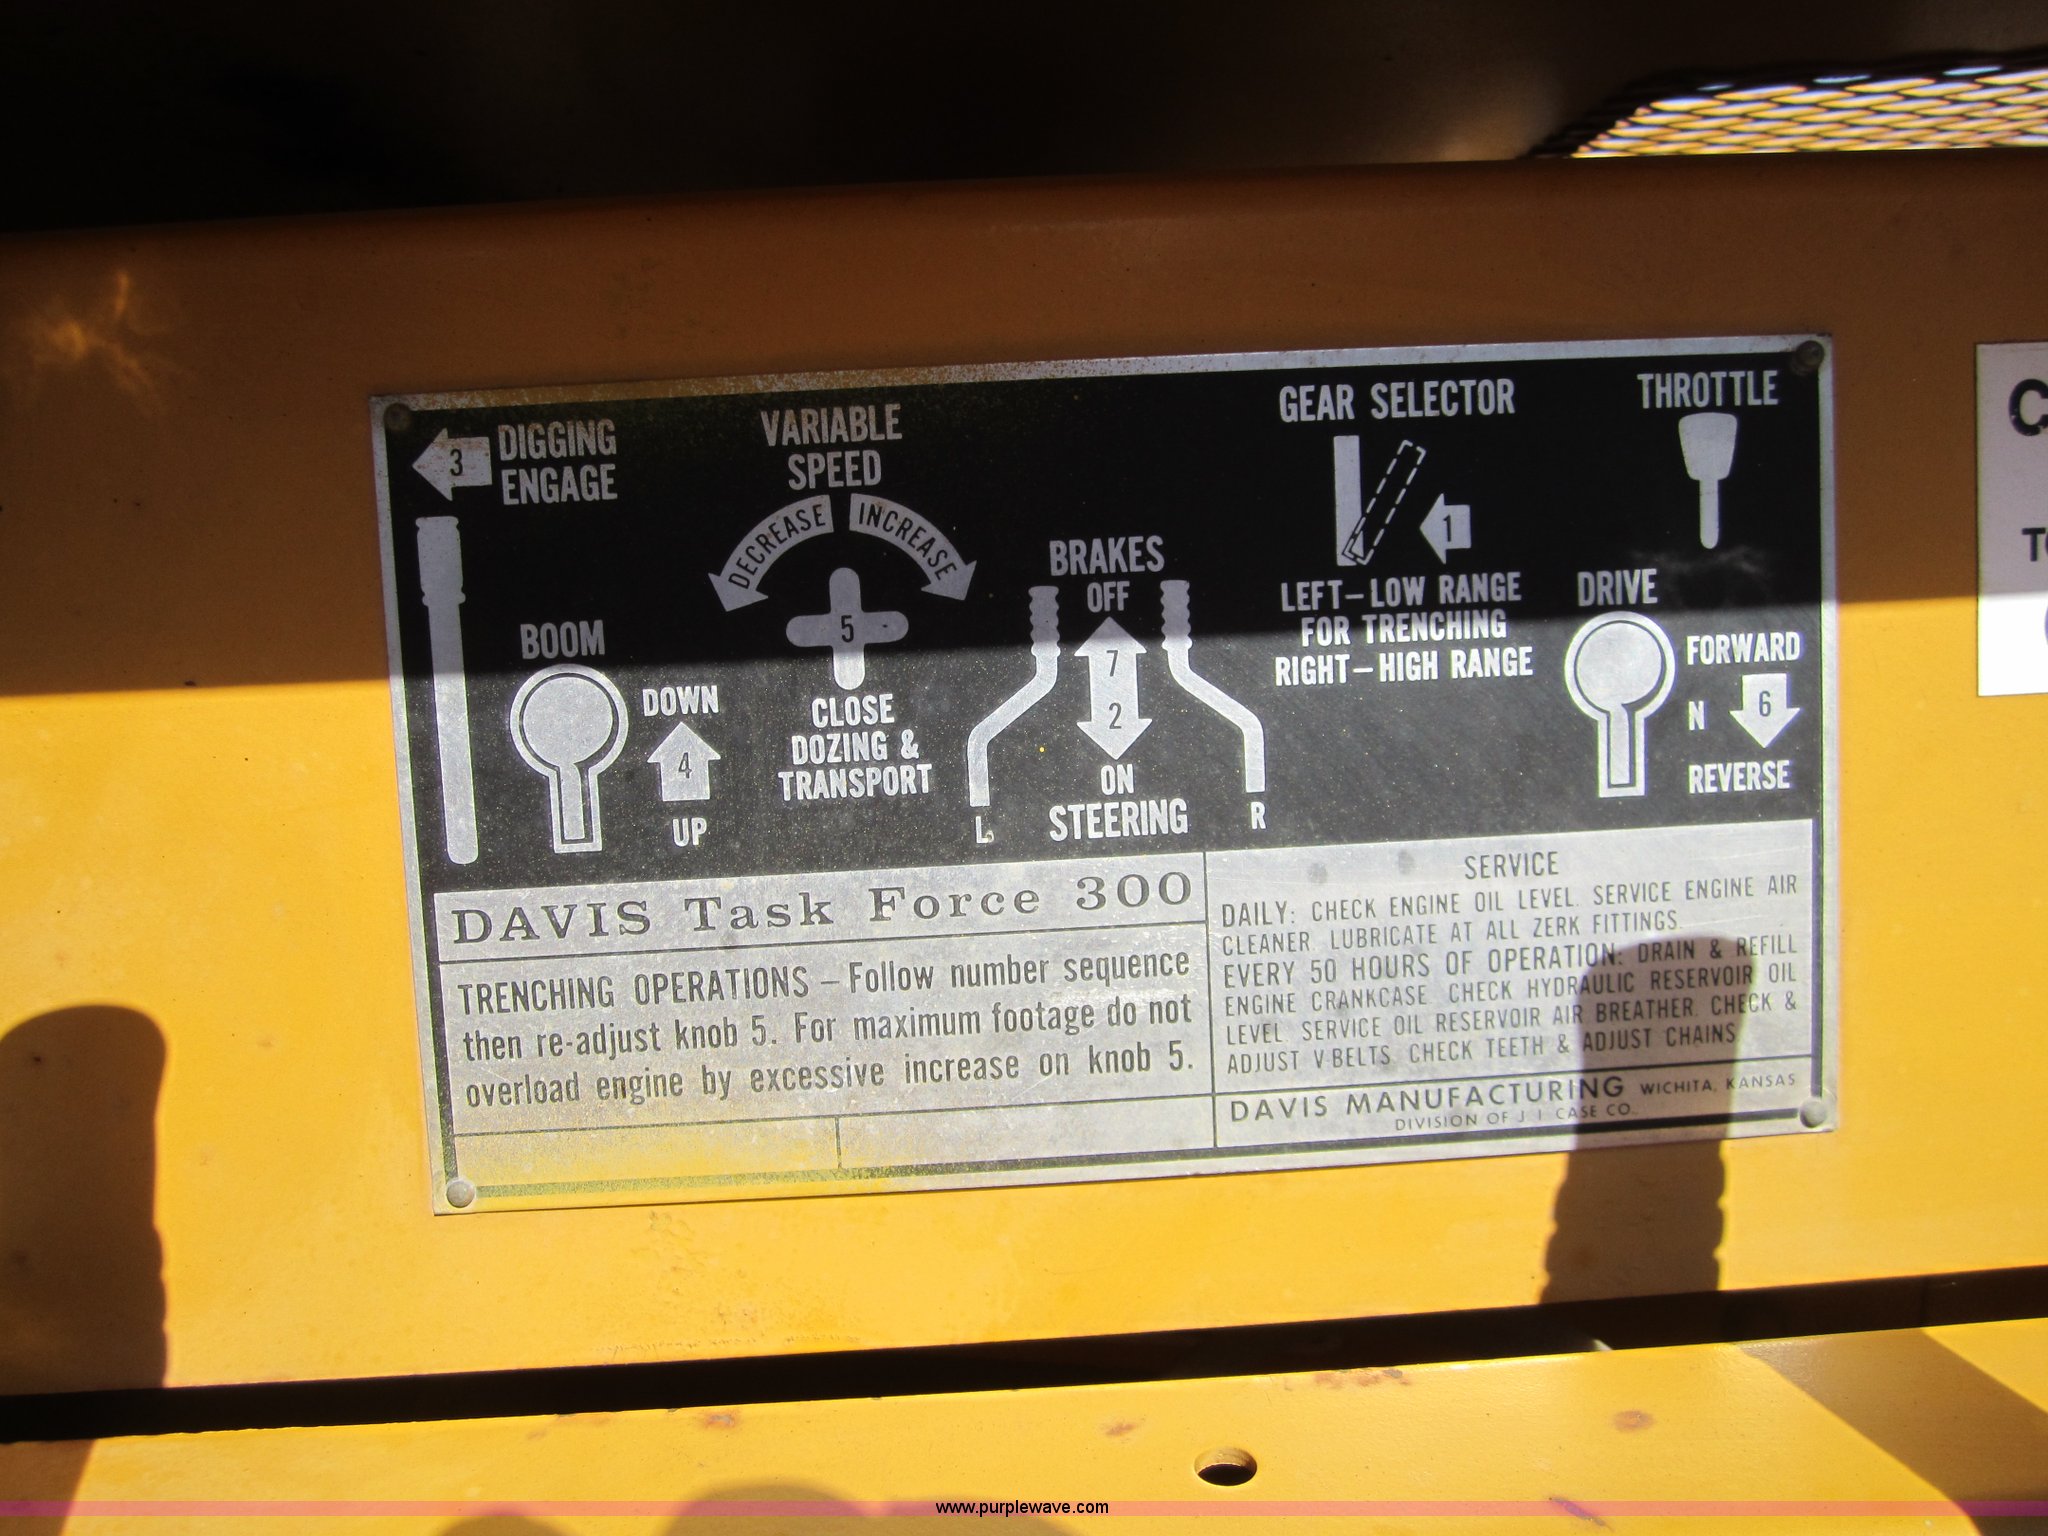 3
DIGGING
ENGAGE
BOOM
DOWN
4
UP
VARIABLE
SPEED
DECREASE
INCREASE
5
CLOSE
DOZING &
TRANSPORT
BRAKES
OFF
7
2
ON
STEERING
L
R
GEAR SELECTOR
1
LEFT–LOW RANGE
FOR TRENCHING
RIGHT–HIGH RANGE
THROTTLE
DRIVE
FORWARD
N
6
REVERSE
DAVIS Task Force 300
TRENCHING OPERATIONS – Follow number sequence
then re-adjust knob 5. For maximum footage do not
overload engine by excessive increase on knob 5.
SERVICE
DAILY: CHECK ENGINE OIL LEVEL. SERVICE ENGINE AIR
CLEANER. LUBRICATE AT ALL ZERK FITTINGS.
EVERY 50 HOURS OF OPERATION: DRAIN & REFILL
ENGINE CRANKCASE. CHECK HYDRAULIC RESERVOIR OIL
LEVEL. SERVICE OIL RESERVOIR AIR BREATHER. CHECK &
ADJUST V-BELTS. CHECK TEETH & ADJUST CHAINS.
DAVIS MANUFACTURING WICHITA, KANSAS
DIVISION OF J. I. CASE CO.
www.purplewave.com